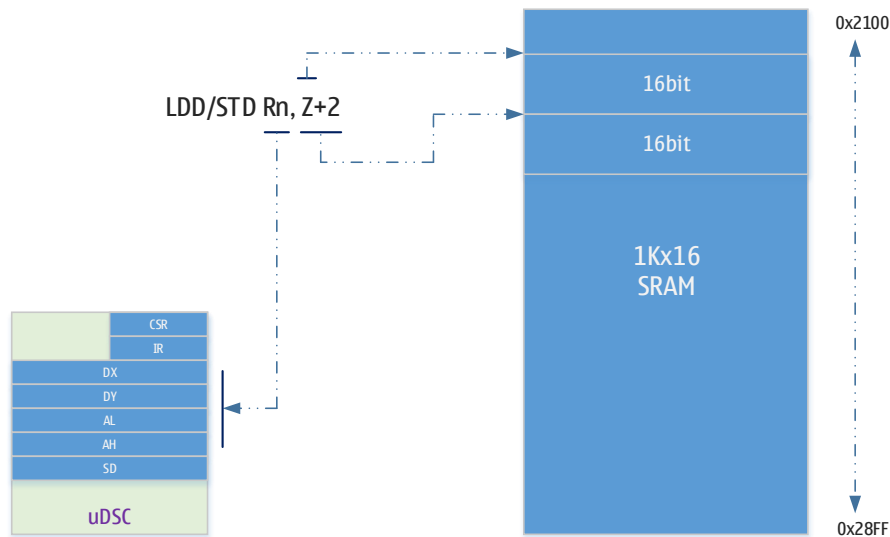 0x2100
LDD/STD Rn, Z+2
16bit
16bit
1Kx16
SRAM
CSR
IR
DX
DY
AL
AH
SD
uDSC
0x28FF